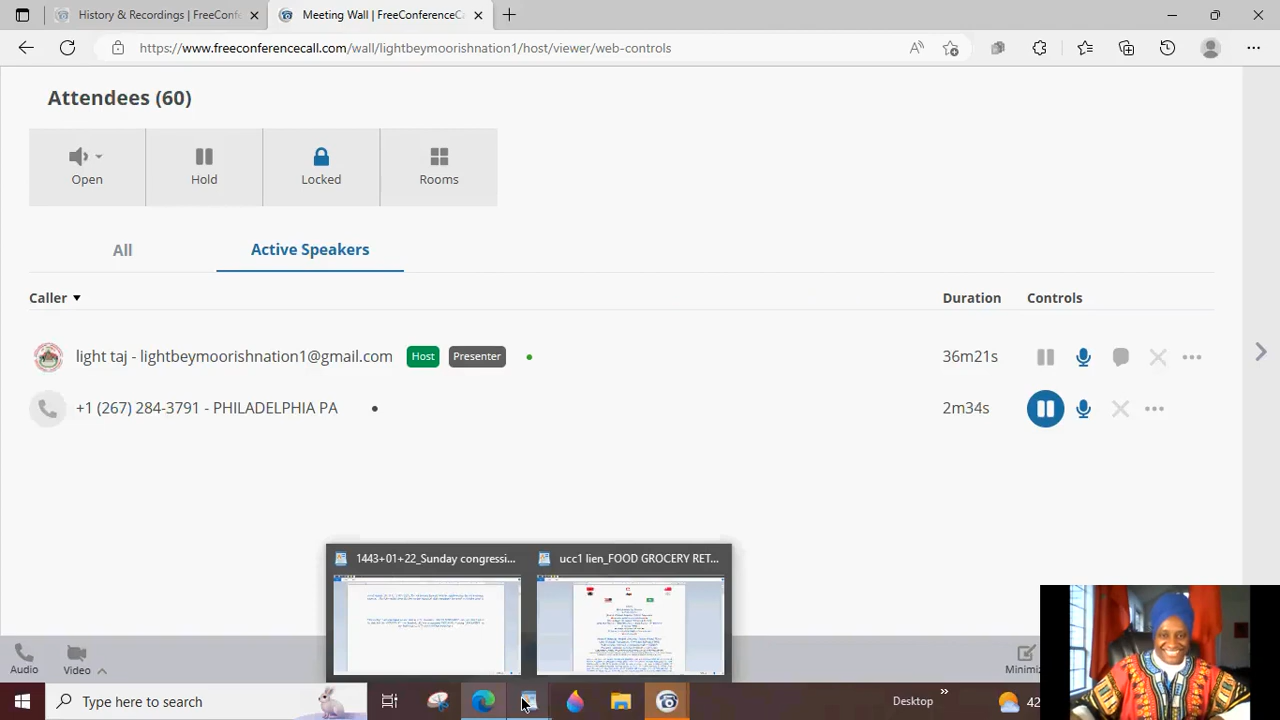 History & Recordings | FreeConfe
Meeting Wall | FreeConferenceC
https://www.freeconferencecall.com/wall/lightbeymoorishnation1/host/viewer/web-controls
Attendees (60)
Open
Hold
Locked
Rooms
All
Active Speakers
Caller
Duration
Controls
light taj - lightbeymoorishnation1@gmail.com
Host
Presenter
36m21s
+1 (267) 284-3791 - PHILADELPHIA PA
2m34s
1443+01+22_Sunday congressi...
ucc1 lien_FOOD GROCERY RET...
Audio
Video
Minimi
Type here to search
Desktop
42